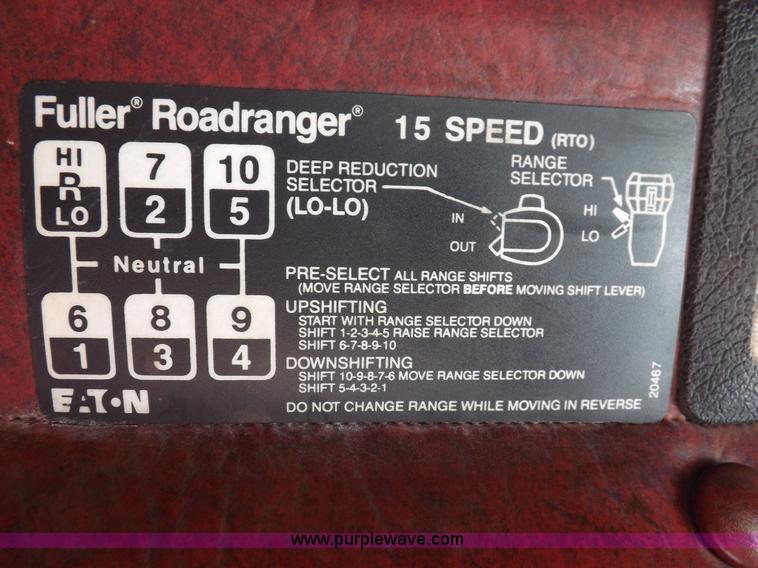 Fuller® Roadranger® 15 SPEED (RTO)
HI 7 10
R
LO 2 5
Neutral
6 8 9
1 3 4
EATON
DEEP REDUCTION
SELECTOR
(LO-LO)
IN
OUT
RANGE
SELECTOR
HI
LO
PRE-SELECT ALL RANGE SHIFTS
(MOVE RANGE SELECTOR BEFORE MOVING SHIFT LEVER)
UPSHIFTING
START WITH RANGE SELECTOR DOWN
SHIFT 1-2-3-4-5 RAISE RANGE SELECTOR
SHIFT 6-7-8-9-10
DOWNSHIFTING
SHIFT 10-9-8-7-6 MOVE RANGE SELECTOR DOWN
SHIFT 5-4-3-2-1
DO NOT CHANGE RANGE WHILE MOVING IN REVERSE
20467
www.purplewave.com